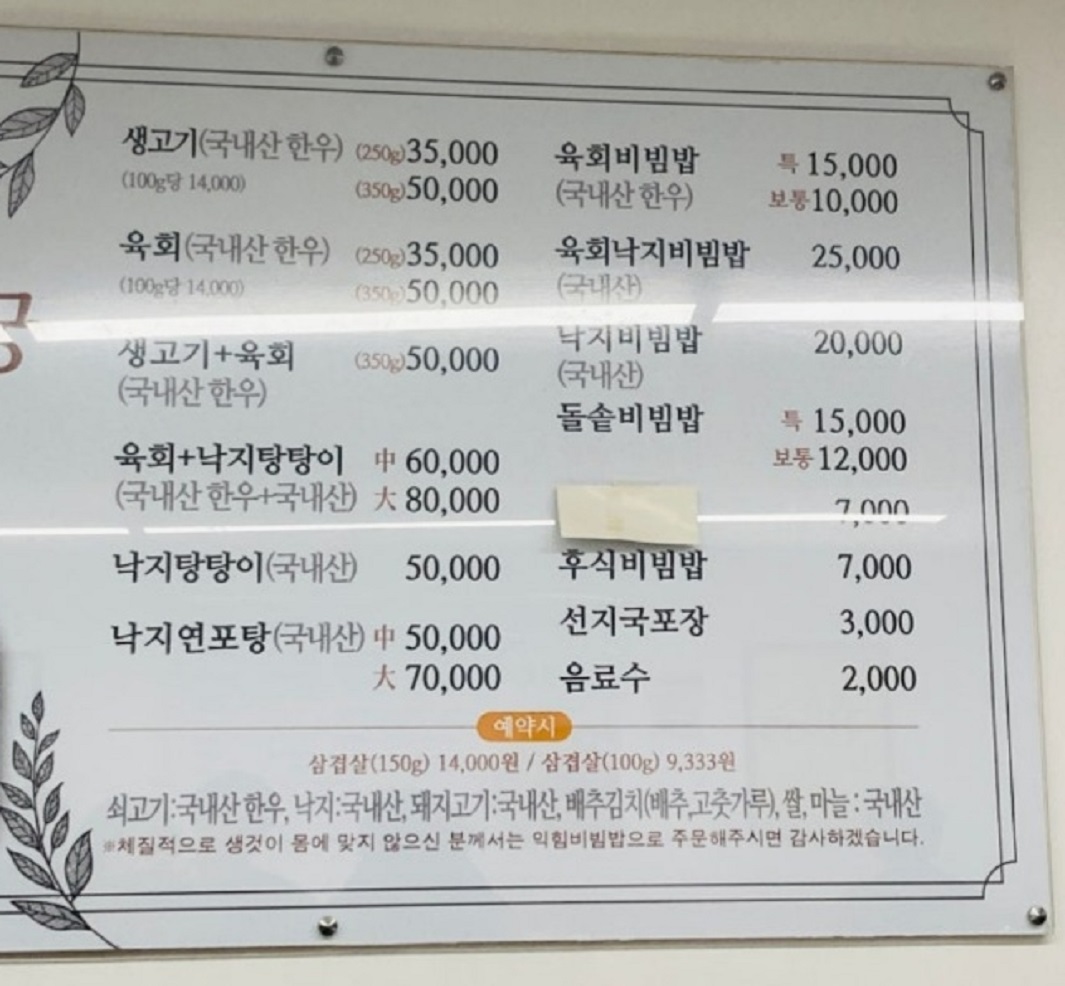 생고기(국내산 한우) (250g)35,000
(100g당 14,000) (350g)50,000
육회(국내산 한우) (250g)35,000
(100g당 14,000) (350g)50,000
생고기+육회 (350g)50,000
(국내산 한우)
육회+낙지탕탕이 中 60,000
(국내산 한우+국내산) 大 80,000
낙지탕탕이(국내산) 50,000
낙지연포탕(국내산) 中 50,000
大 70,000
육회비빔밥 특 15,000
(국내산 한우) 보통10,000
육회낙지비빔밥 25,000
(국내산)
낙지비빔밥 20,000
(국내산)
돌솥비빔밥 특 15,000
보통12,000
7,000
후식비빔밥 7,000
선지국포장 3,000
음료수 2,000
예약시
삼겹살(150g) 14,000원 / 삼겹살(100g) 9,333원
쇠고기:국내산 한우, 낙지:국내산, 돼지고기:국내산, 배추김치(배추,고춧가루), 쌀, 마늘 : 국내산
※체질적으로 생것이 몸에 맞지 않으신 분께서는 익힘비빔밥으로 주문해주시면 감사하겠습니다.